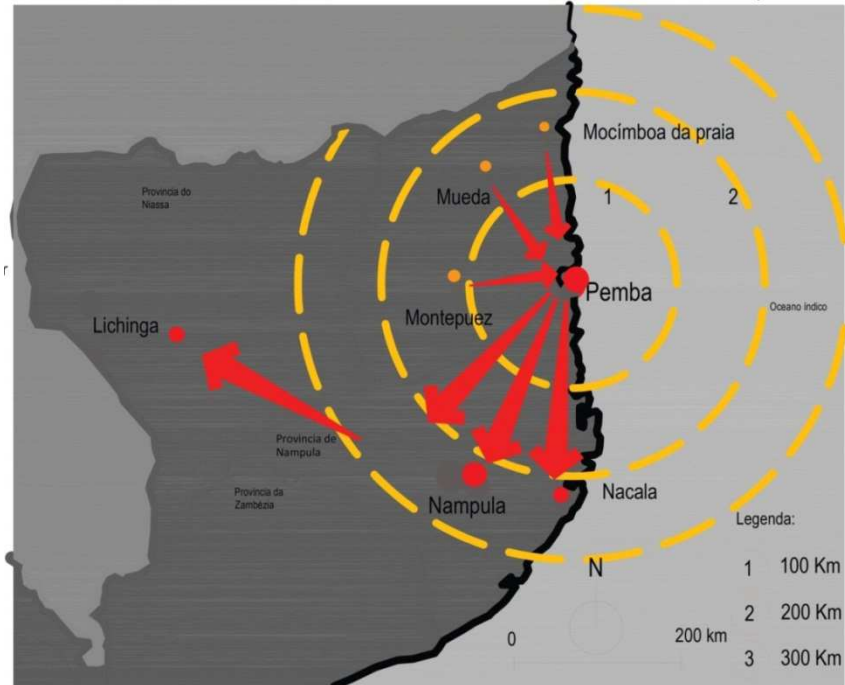 Mocímboa da praia
Provincia do
Niassa
Mueda
1
2
Pemba
Oceano índico
Montepuez
Lichinga
Provincia de
Nampula
Província da
Zambézia
Nampula
Nacala
Legenda:
N
1 100 Km
0
200 km
2 200 Km
3 300 Km